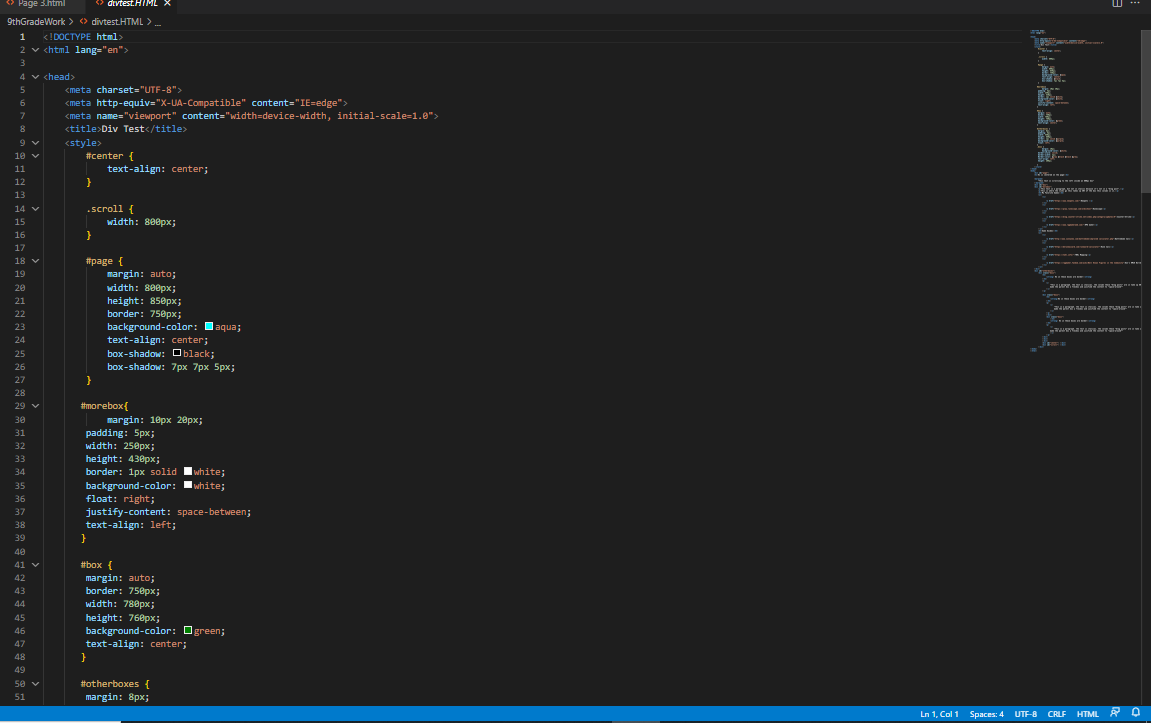 Page 3.html
divtest.HTML
9thGradeWork > divtest.HTML > ...
1 <!DOCTYPE html>
2 <html lang="en">
3
4 <head>
5 <meta charset="UTF-8">
6 <meta http-equiv="X-UA-Compatible" content="IE=edge">
7 <meta name="viewport" content="width=device-width, initial-scale=1.0">
8 <title>Div Test</title>
9 <style>
10 #center {
11 text-align: center;
12 }
13
14 .scroll {
15 width: 800px;
16 }
17
18 #page {
19 margin: auto;
20 width: 800px;
21 height: 850px;
22 border: 750px;
23 background-color: aqua;
24 text-align: center;
25 box-shadow: black;
26 box-shadow: 7px 7px 5px;
27 }
28
29 #morebox{
30 margin: 10px 20px;
31 padding: 5px;
32 width: 250px;
33 height: 430px;
34 border: 1px solid white;
35 background-color: white;
36 float: right;
37 justify-content: space-between;
38 text-align: left;
39 }
40
41 #box {
42 margin: auto;
43 border: 750px;
44 width: 780px;
45 height: 760px;
46 background-color: green;
47 text-align: center;
48 }
49
50 #otherboxes {
51 margin: 8px;
Ln 1, Col 1 Spaces: 4 UTF-8 CRLF HTML